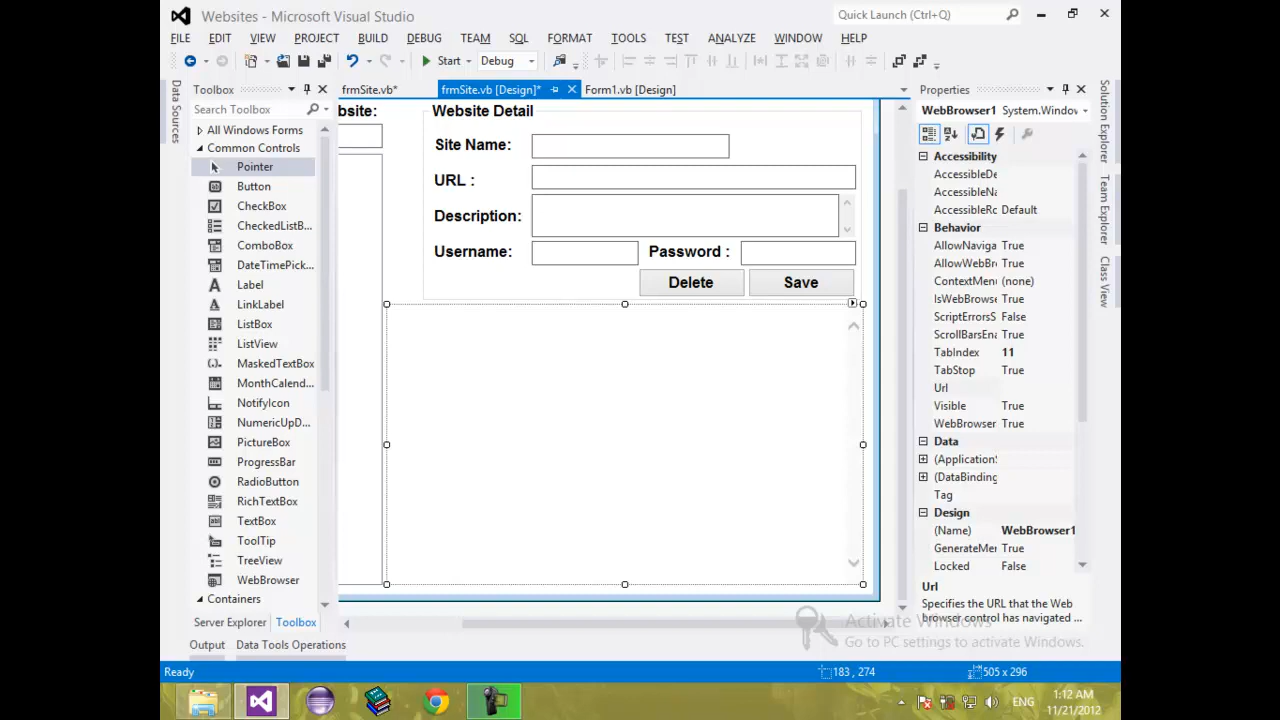 Websites - Microsoft Visual Studio
Quick Launch (Ctrl+Q)
FILE EDIT VIEW PROJECT BUILD DEBUG TEAM SQL FORMAT TOOLS TEST ANALYZE WINDOW HELP
Start Debug
Data Sources
Toolbox
Search Toolbox
All Windows Forms
Common Controls
Pointer
Button
CheckBox
CheckedListB...
ComboBox
DateTimePick...
Label
LinkLabel
ListBox
ListView
MaskedTextBox
MonthCalend...
NotifyIcon
NumericUpD...
PictureBox
ProgressBar
RadioButton
RichTextBox
TextBox
ToolTip
TreeView
WebBrowser
Containers
Server Explorer Toolbox
Output Data Tools Operations
frmSite.vb* frmSite.vb [Design]* Form1.vb [Design]
bsite:
Website Detail
Site Name:
URL :
Description:
Username: Password :
Delete Save
Properties
WebBrowser1 System.Window
Accessibility
AccessibleDe
AccessibleNa
AccessibleRc Default
Behavior
AllowNaviga True
AllowWebBr True
ContextMen (none)
IsWebBrows True
ScriptErrorsS False
ScrollBarsEna True
TabIndex 11
TabStop True
Url
Visible True
WebBrowser True
Data
(ApplicationS
(DataBinding
Tag
Design
(Name) WebBrowser1
GenerateMer True
Locked False
Url
Specifies the URL that the Web
browser control has navigated ...
Solution Explorer
Team Explorer
Class View
Activate Windows
Go to PC settings to activate Windows.
Ready 183 , 274 505 x 296
ENG
1:12 AM
11/21/2012